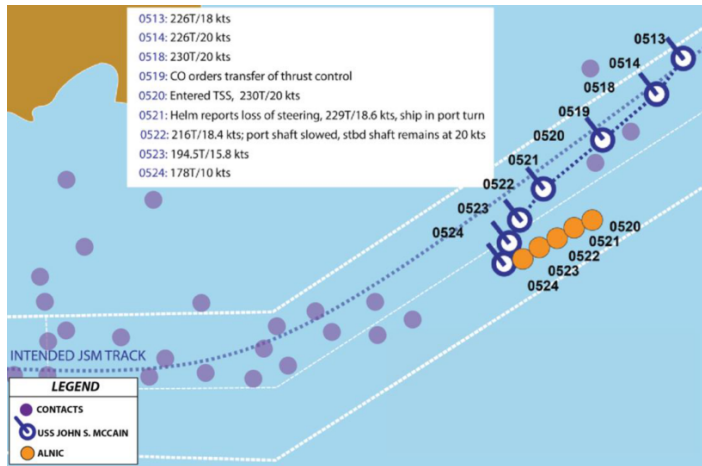 0513: 226T/18 kts
0514: 226T/20 kts
0518: 230T/20 kts
0519: CO orders transfer of thrust control
0520: Entered TSS, 230T/20 kts
0521: Helm reports loss of steering, 229T/18.6 kts, ship in port turn
0522: 216T/18.4 kts; port shaft slowed, stbd shaft remains at 20 kts
0523: 194.5T/15.8 kts
0524: 178T/10 kts
0513
0514
0518
0519
0520
0521
0522
0523
0524
0520
0521
0522
0523
0524
INTENDED JSM TRACK
LEGEND
CONTACTS
USS JOHN S. MCCAIN
ALNIC